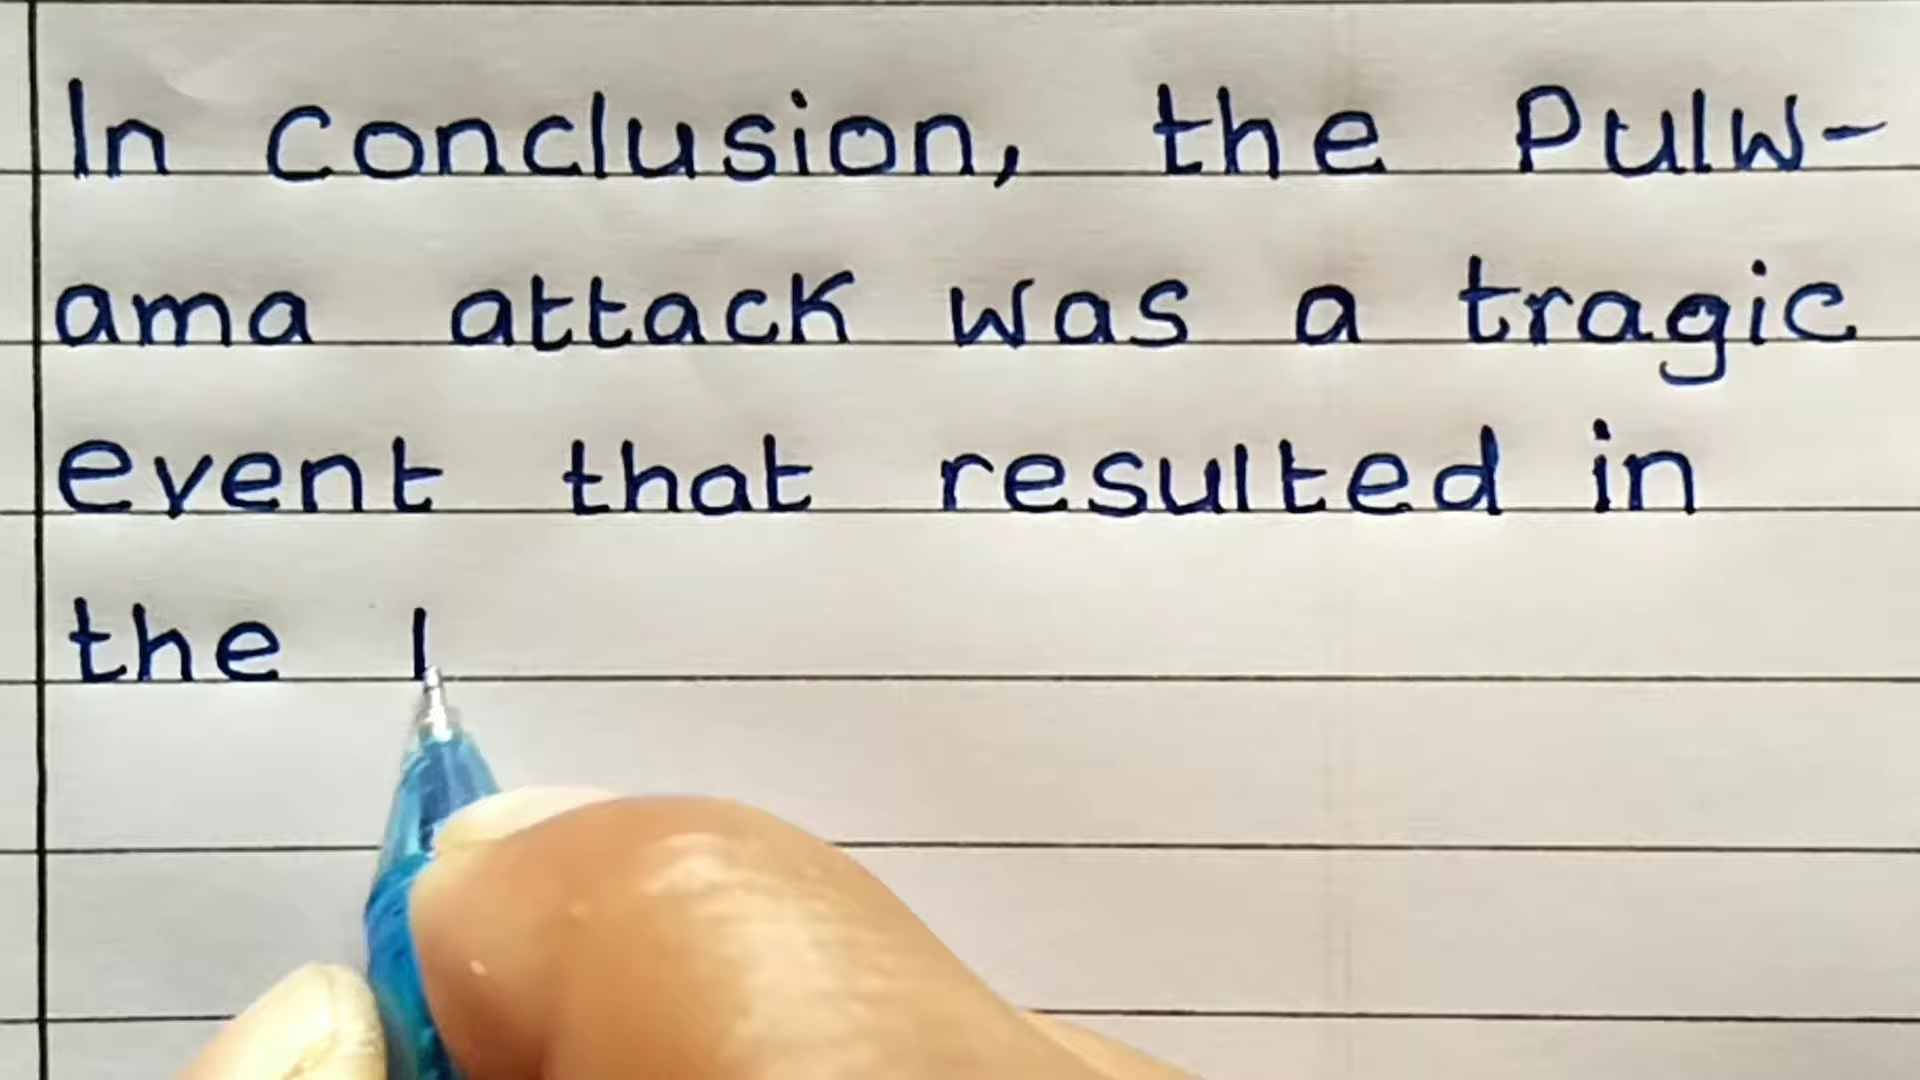 In conclusion, the Pulw-
ama attack was a tragic
event that resulted in
the l